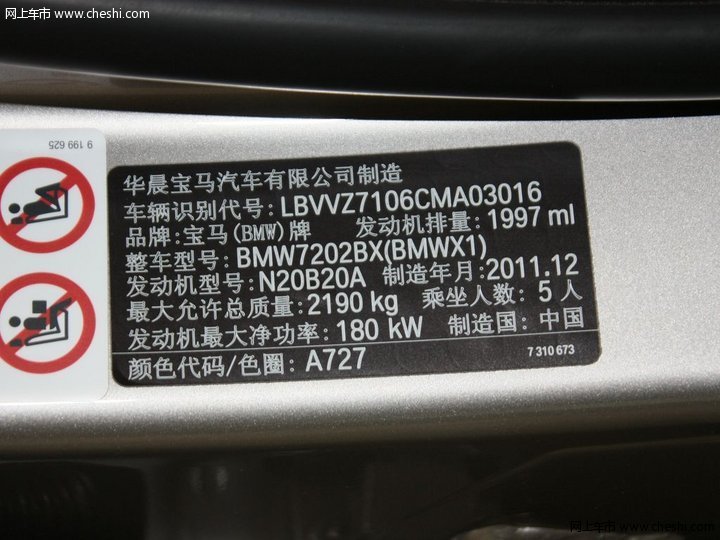 网上车市 www.cheshi.com
9 199 625
华晨宝马汽车有限公司制造
车辆识别代号:LBVVZ7106CMA03016
品牌:宝马(BMW)牌 发动机排量:1997 ml
整车型号:BMW7202BX(BMWX1)
发动机型号:N20B20A 制造年月:2011.12
最大允许总质量:2190 kg 乘坐人数: 5人
发动机最大净功率:180 kW 制造国: 中国
颜色代码/色圈: A727
7 310 673
网上车市 www.cheshi.com